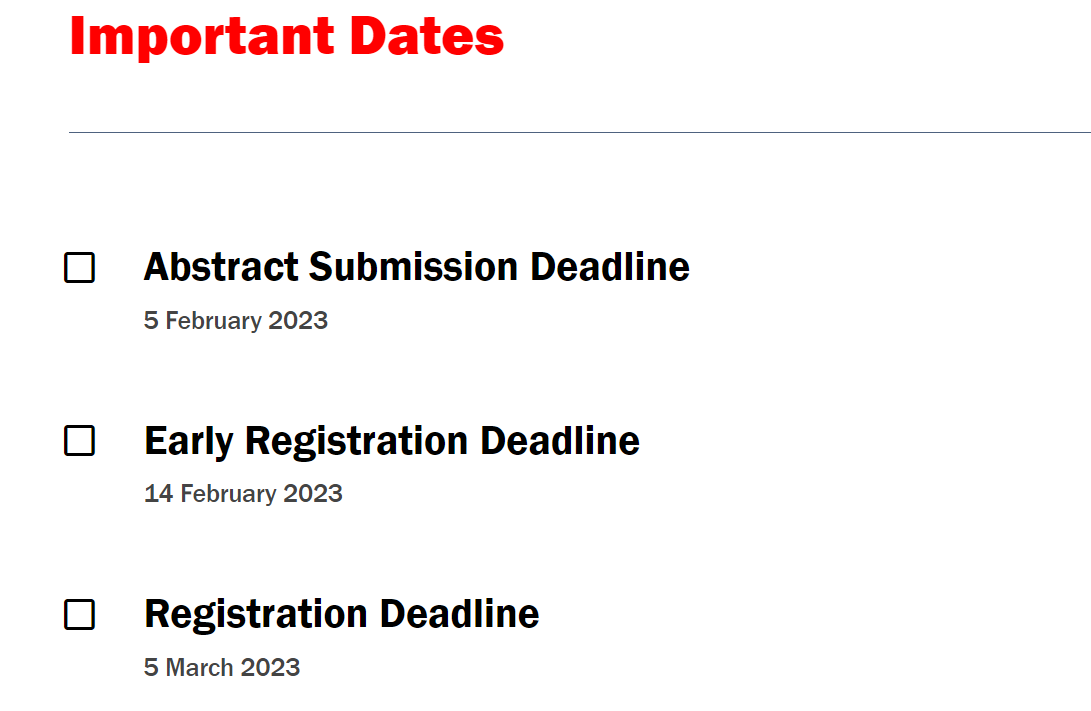 Important Dates
Abstract Submission Deadline
5 February 2023
Early Registration Deadline
14 February 2023
Registration Deadline
5 March 2023